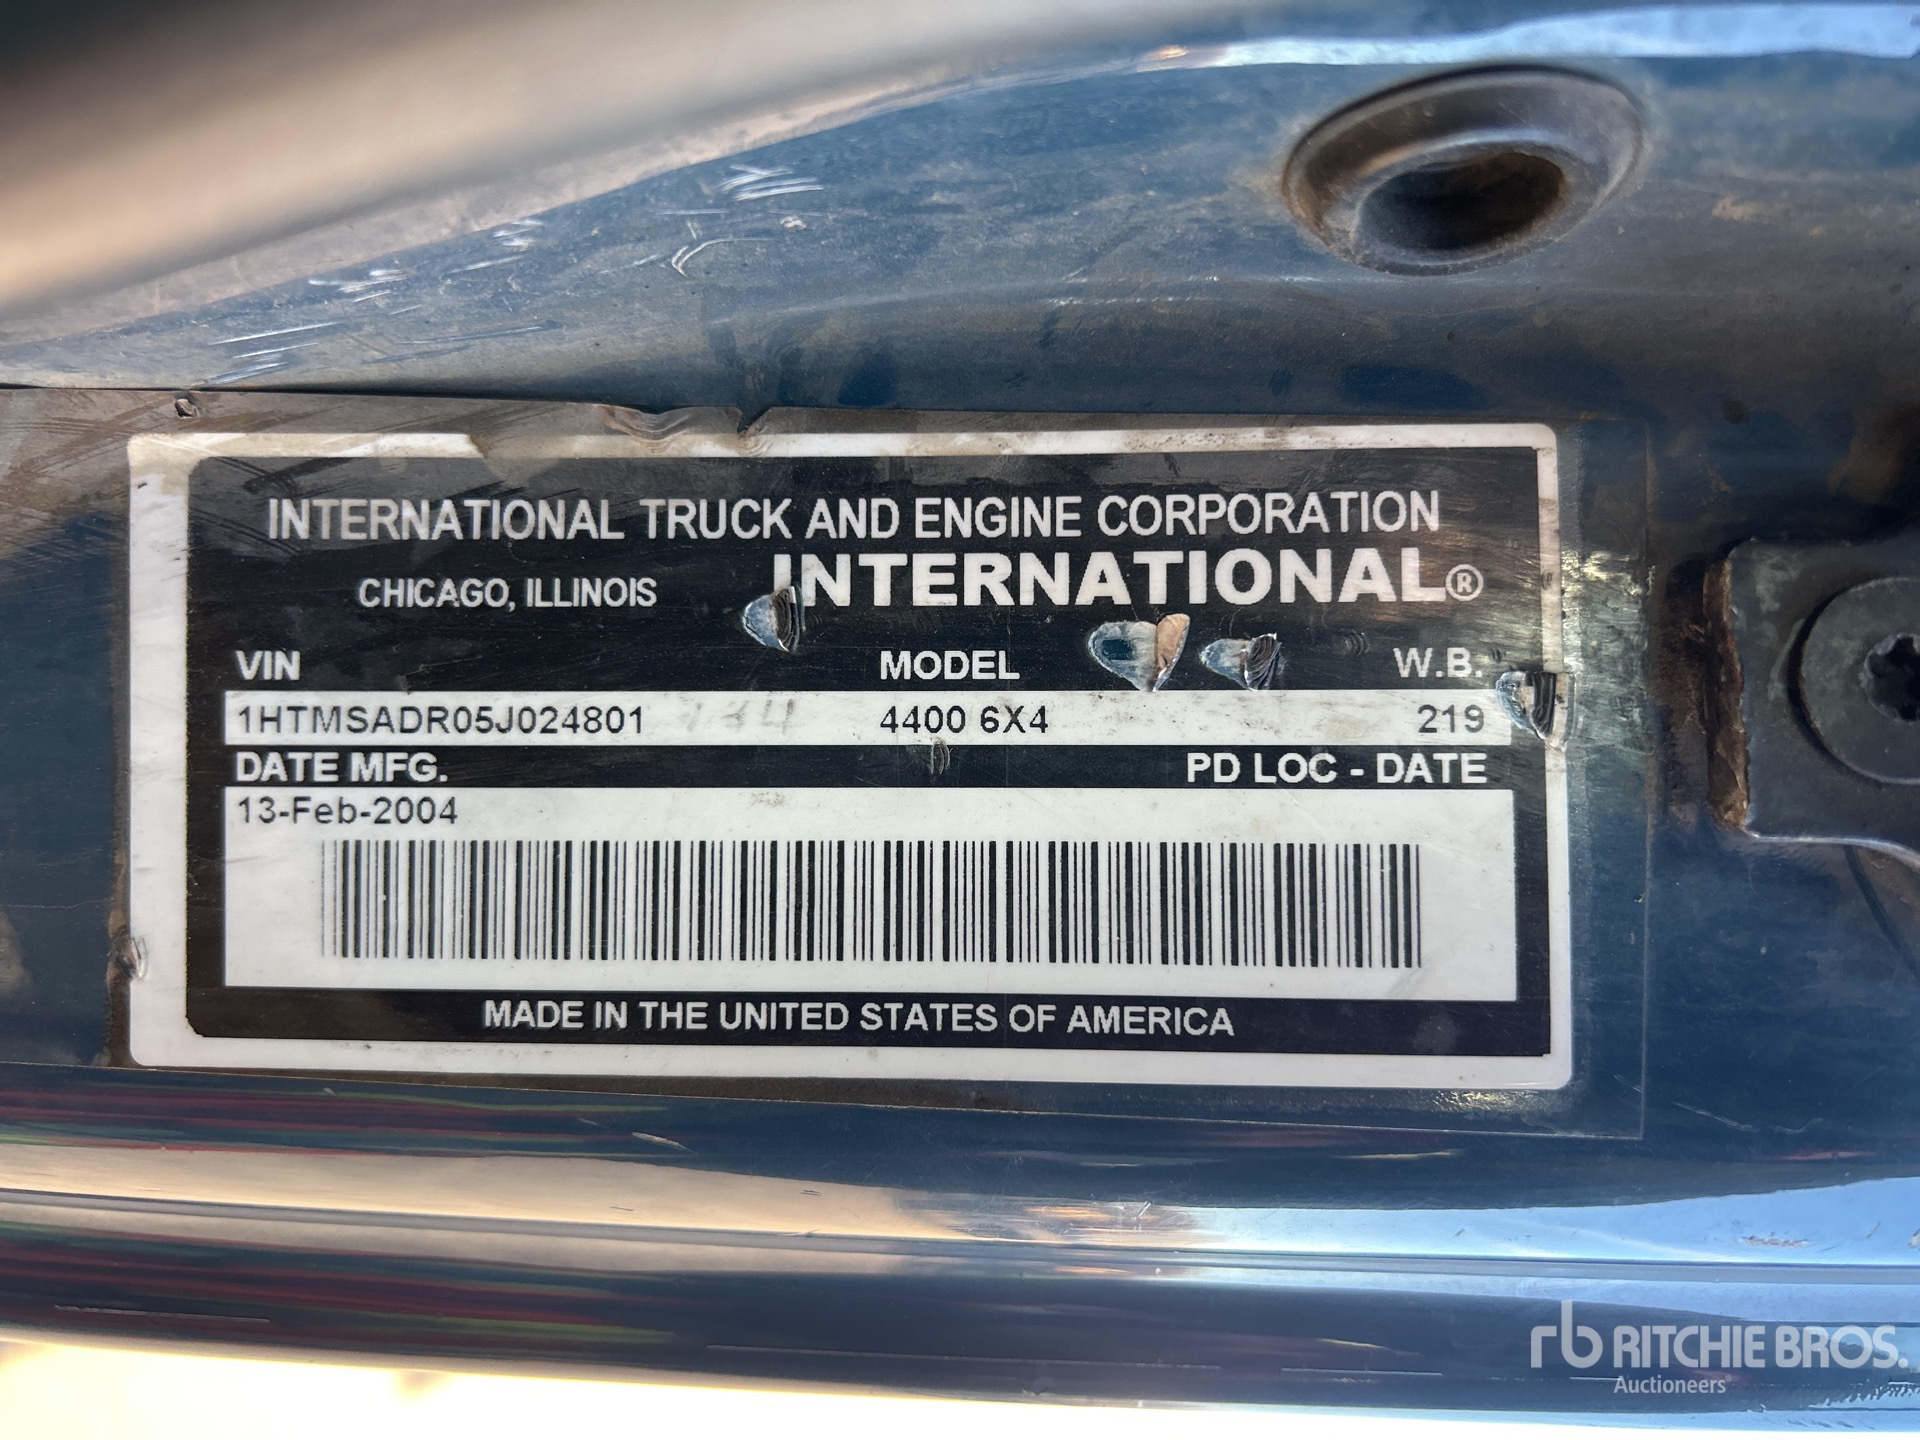 INTERNATIONAL TRUCK AND ENGINE CORPORATION
CHICAGO, ILLINOIS INTERNATIONAL®
VIN MODEL W.B.
1HTMSADR05J024801 4400 6X4 219
DATE MFG. PD LOC - DATE
13-Feb-2004
MADE IN THE UNITED STATES OF AMERICA
rb RITCHIE BROS.
Auctioneers